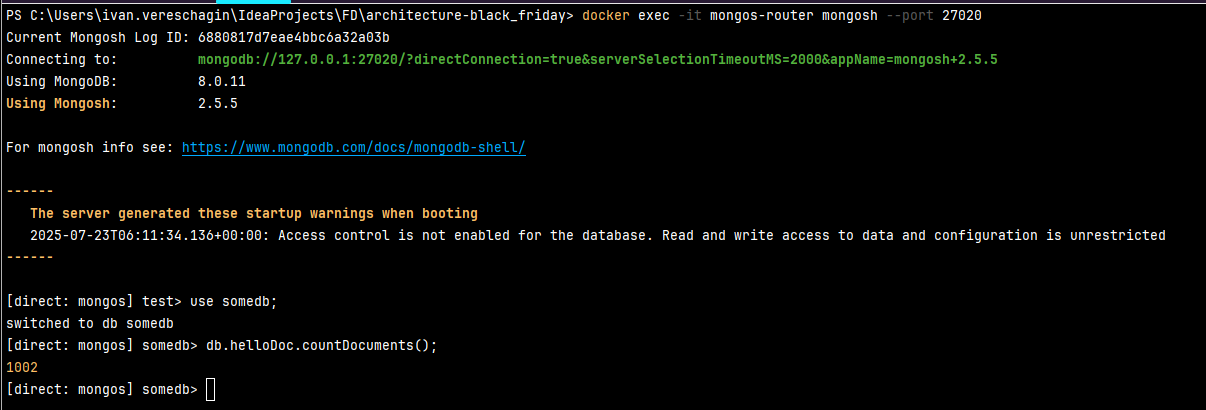 PS C:\Users\ivan.vereschagin\IdeaProjects\FD\architecture-black_friday> docker exec -it mongos-router mongosh --port 27020
Current Mongosh Log ID: 6880817d7eae4bbc6a32a03b
Connecting to:          mongodb://127.0.0.1:27020/?directConnection=true&serverSelectionTimeoutMS=2000&appName=mongosh+2.5.5
Using MongoDB:          8.0.11
Using Mongosh:          2.5.5
For mongosh info see: https://www.mongodb.com/docs/mongodb-shell/
------
   The server generated these startup warnings when booting
   2025-07-23T06:11:34.136+00:00: Access control is not enabled for the database. Read and write access to data and configuration is unrestricted
------
[direct: mongos] test> use somedb;
switched to db somedb
[direct: mongos] somedb> db.helloDoc.countDocuments();
1002
[direct: mongos] somedb>